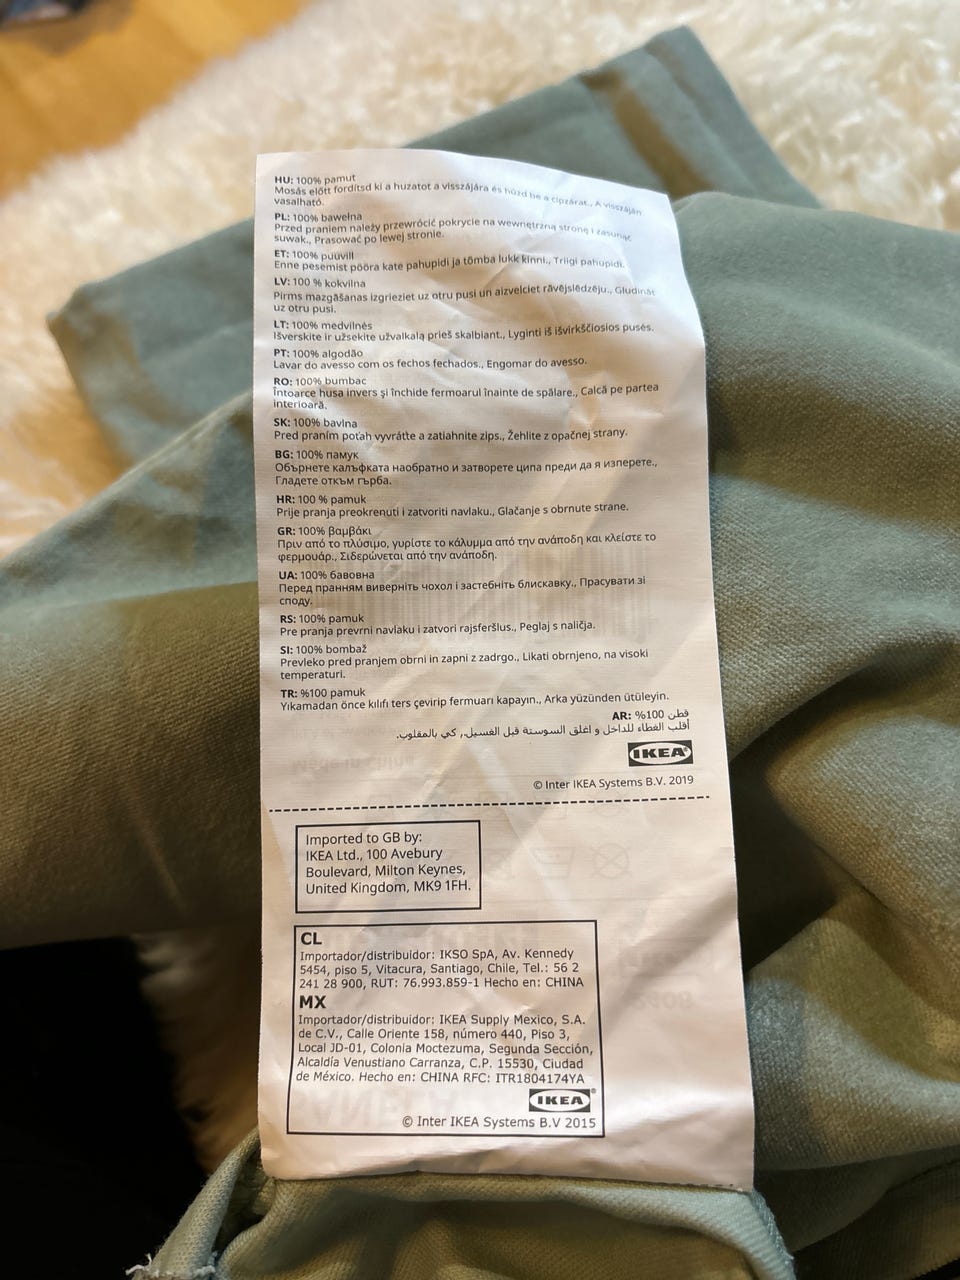 HU: 100% pamut
Mosás előtt fordítsd ki a huzatot a visszájára és húzd be a cipzárat., A visszáján
vasalható.
PL: 100% bawełna
Przed praniem należy przewrócić pokrycie na wewnętrzną stronę i zasunąć
suwak., Prasować po lewej stronie.
ET: 100% puuvill
Enne pesemist pööra kate pahupidi ja tõmba lukk kinni., Triigi pahupidi.
LV: 100 % kokvilna
Pirms mazgāšanas izgrieziet uz otru pusi un aizvelciet rāvējslēdzēju., Gludināt
uz otru pusi.
LT: 100% medvilnės
Išverskite ir užsekite užvalkalą prieš skalbiant., Lyginti iš išvirkščiosios pusės.
PT: 100% algodão
Lavar do avesso com os fechos fechados., Engomar do avesso.
RO: 100% bumbac
Întoarce husa invers şi închide fermoarul înainte de spălare., Calcă pe partea
interioară.
SK: 100% bavlna
Pred praním poťah vyvráťte a zatiahnite zips., Žehlite z opačnej strany.
BG: 100% памук
Обърнете калъфката наобратно и затворете ципа преди да я изперете.,
Гладете откъм гърба.
HR: 100 % pamuk
Prije pranja preokrenuti i zatvoriti navlaku., Glačanje s obrnute strane.
GR: 100% βαμβάκι
Πριν από το πλύσιμο, γυρίστε το κάλυμμα από την ανάποδη και κλείστε το
φερμουάρ., Σιδερώνεται από την ανάποδη.
UA: 100% бавовна
Перед пранням виверніть чохол і застебніть блискавку., Прасувати зі
споду.
RS: 100% pamuk
Pre pranja prevrni navlaku i zatvori rajsferšlus., Peglaj s naličja.
SI: 100% bombaž
Prevleko pred pranjem obrni in zapni z zadrgo., Likati obrnjeno, na visoki
temperaturi.
TR: %100 pamuk
Yıkamadan önce kılıfı ters çevirip fermuarı kapayın., Arka yüzünden ütüleyin.
AR: %100 قطن
أقلب الغطاء للداخل و اغلق السوستة قبل الغسيل., كي بالمقلوب.
IKEA®
© Inter IKEA Systems B.V. 2019
Imported to GB by:
IKEA Ltd., 100 Avebury
Boulevard, Milton Keynes,
United Kingdom, MK9 1FH.
CL
Importador/distribuidor: IKSO SpA, Av. Kennedy
5454, piso 5, Vitacura, Santiago, Chile, Tel.: 56 2
241 28 900, RUT: 76.993.859-1 Hecho en: CHINA
MX
Importador/distribuidor: IKEA Supply Mexico, S.A.
de C.V., Calle Oriente 158, número 440, Piso 3,
Local JD-01, Colonia Moctezuma, Segunda Sección,
Alcaldía Venustiano Carranza, C.P. 15530, Ciudad
de México. Hecho en: CHINA RFC: ITR1804174YA
IKEA®
© Inter IKEA Systems B.V 2015